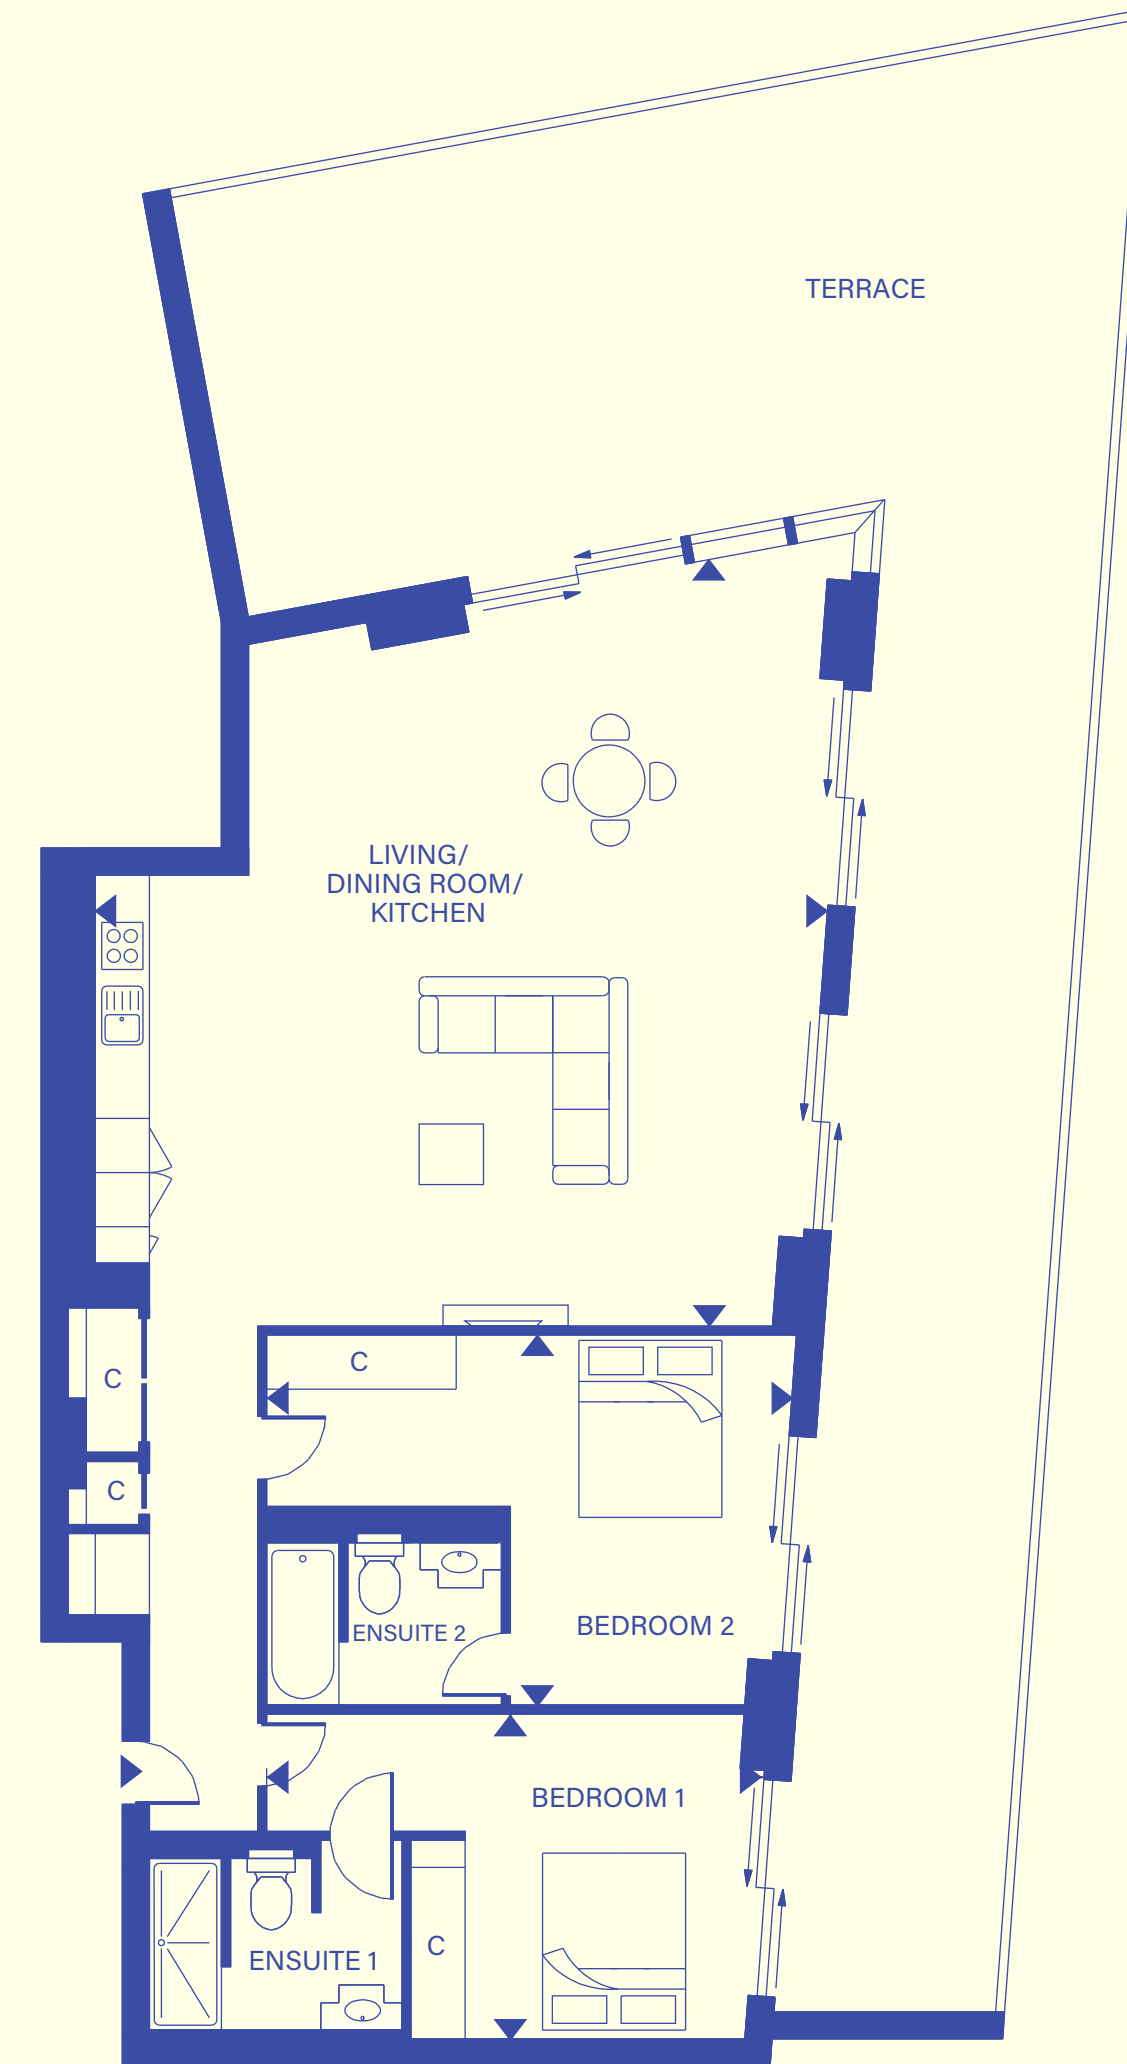 TERRACE
LIVING/
DINING ROOM/
KITCHEN
C
C
C
ENSUITE 2
BEDROOM 2
BEDROOM 1
C
ENSUITE 1